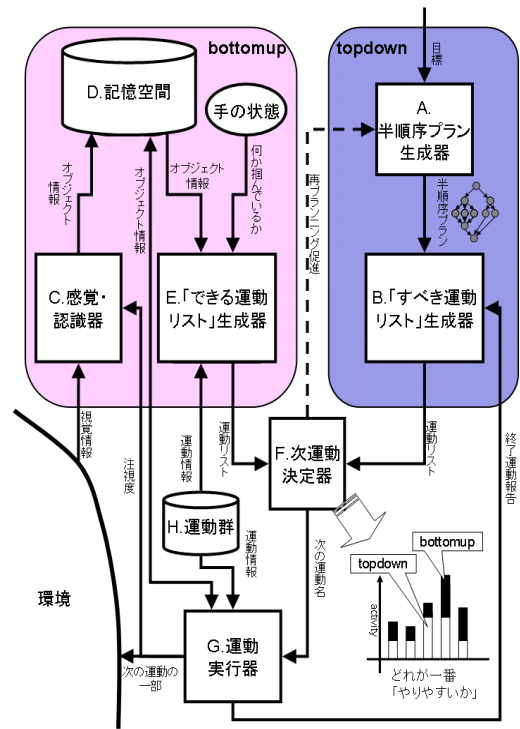 bottomup
topdown
目標
D.記憶空間
手の状態
A.
半順序プラン
生成器
オブジェクト
情報
オブジェクト情報
オブジェクト
情報
何か掴んでいるか
再プランニング促進
半順序プラン
C.感覚・
認識器
E.「できる運動
リスト」生成器
B.「すべき運動
リスト」生成器
視覚情報
注視度
運動情報
運動リスト
運動リスト
終了運動報告
F.次運動
決定器
H.運動群
運動情報
次の運動名
bottomup
topdown
activity
環境
G.運動
実行器
次の運動の
一部
どれが一番
「やりやすいか」